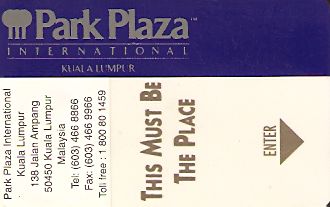 Park Plaza™
INTERNATIONAL
KUALA LUMPUR
Park Plaza International
Kuala Lumpur
138 Jalan Ampang
50450 Kuala Lumpur
Malaysia
Tel: (603) 466 8866
Fax: (603) 466 9966
Toll free : 1 800 80 1459
THIS MUST BE
THE PLACE
ENTER